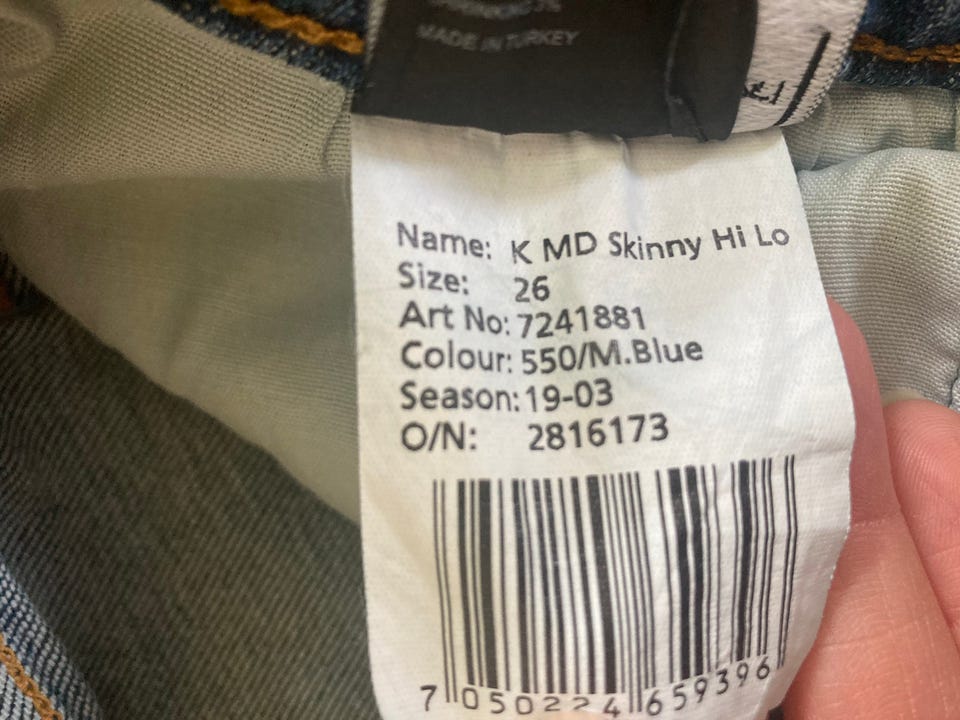 MADE IN TURKEY
Name: K MD Skinny Hi Lo
Size: 26
Art No: 7241881
Colour: 550/M.Blue
Season: 19-03
O/N: 2816173
7 050224 659396